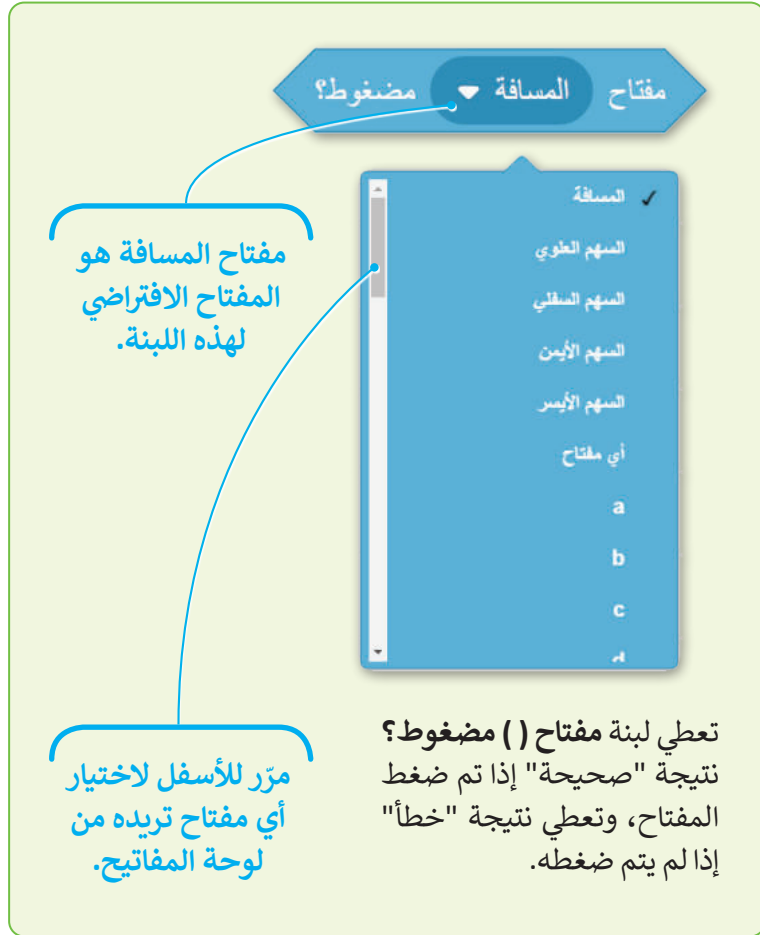 مفتاح المسافة مضغوط؟
✓ المسافة
السهم العلوي
السهم السفلي
السهم الأيمن
السهم الأيسر
أي مفتاح
a
b
c
d
مفتاح المسافة هو
المفتاح الافتراضي
لهذه اللبنة.
تعطي لبنة مفتاح ( ) مضغوط؟
نتيجة "صحيحة" إذا تم ضغط
المفتاح، وتعطي نتيجة "خطأ"
إذا لم يتم ضغطه.
مرّر للأسفل لاختيار
أي مفتاح تريده من
لوحة المفاتيح.